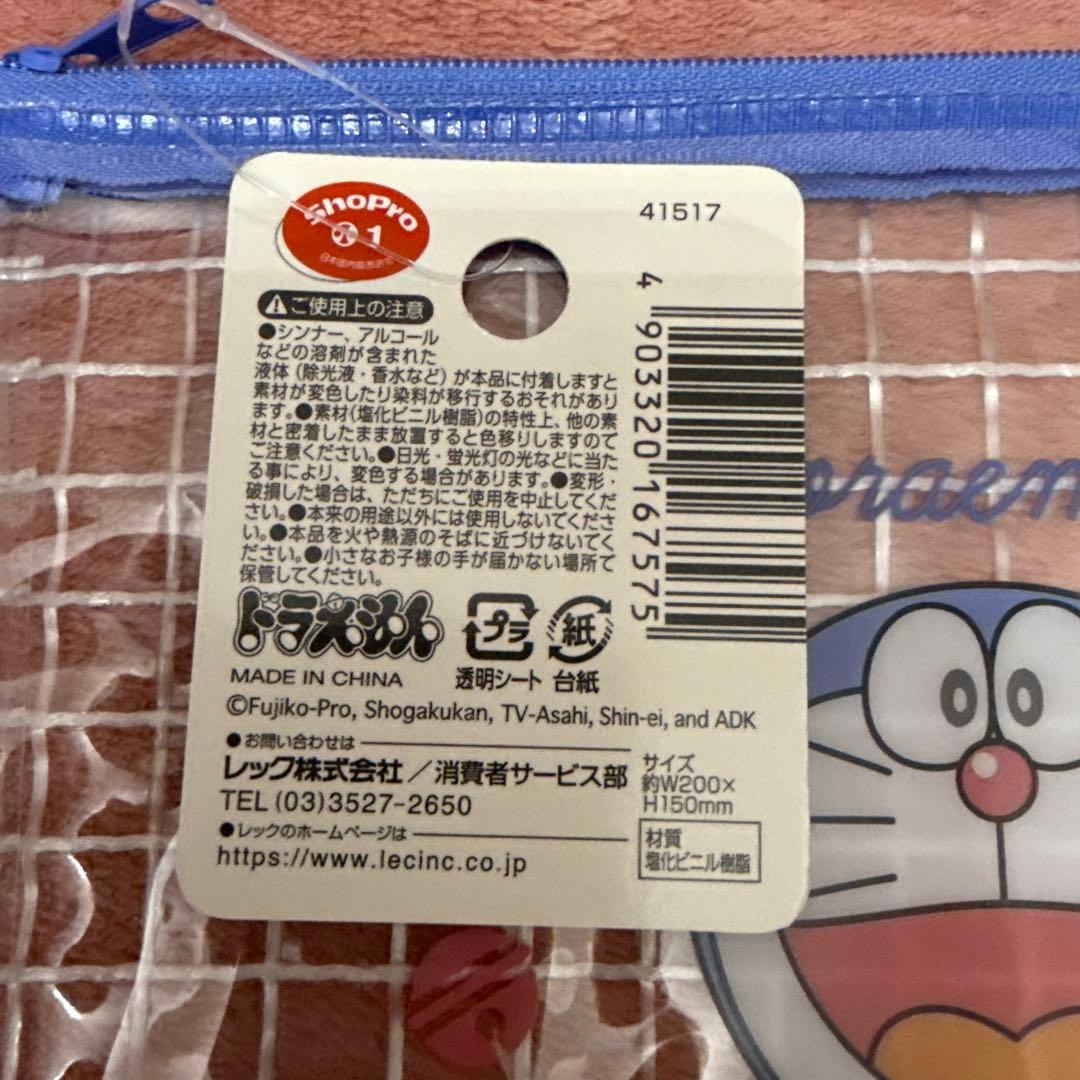 ShoPro
01
日本国内販売許諾
41517
4 903320 167575
ご使用上の注意
●シンナー、アルコール
などの溶剤が含まれた
液体(除光液・香水など)が本品に付着しますと
素材が変色したり染料が移行するおそれがあり
ます。●素材(塩化ビニル樹脂)の特性上、他の素
材と密着したまま放置すると色移りしますので
ご注意ください。●日光・蛍光灯の光などに当た
る事により、変色する場合があります。●変形・
破損した場合は、ただちにご使用を中止してくだ
さい。●本来の用途以外には使用しないでくださ
い。●本品を火や熱源のそばに近づけないでく
ださい。●小さなお子様の手が届かない場所で
保管してください。
ドラえもん
プラ
紙
透明シート 台紙
MADE IN CHINA
©Fujiko-Pro, Shogakukan, TV-Asahi, Shin-ei, and ADK
●お問い合わせは
レック株式会社/消費者サービス部
TEL (03)3527-2650
●レックのホームページは
https://www.lecinc.co.jp
サイズ
約W200×
H150mm
材質
塩化ビニル樹脂
oraem